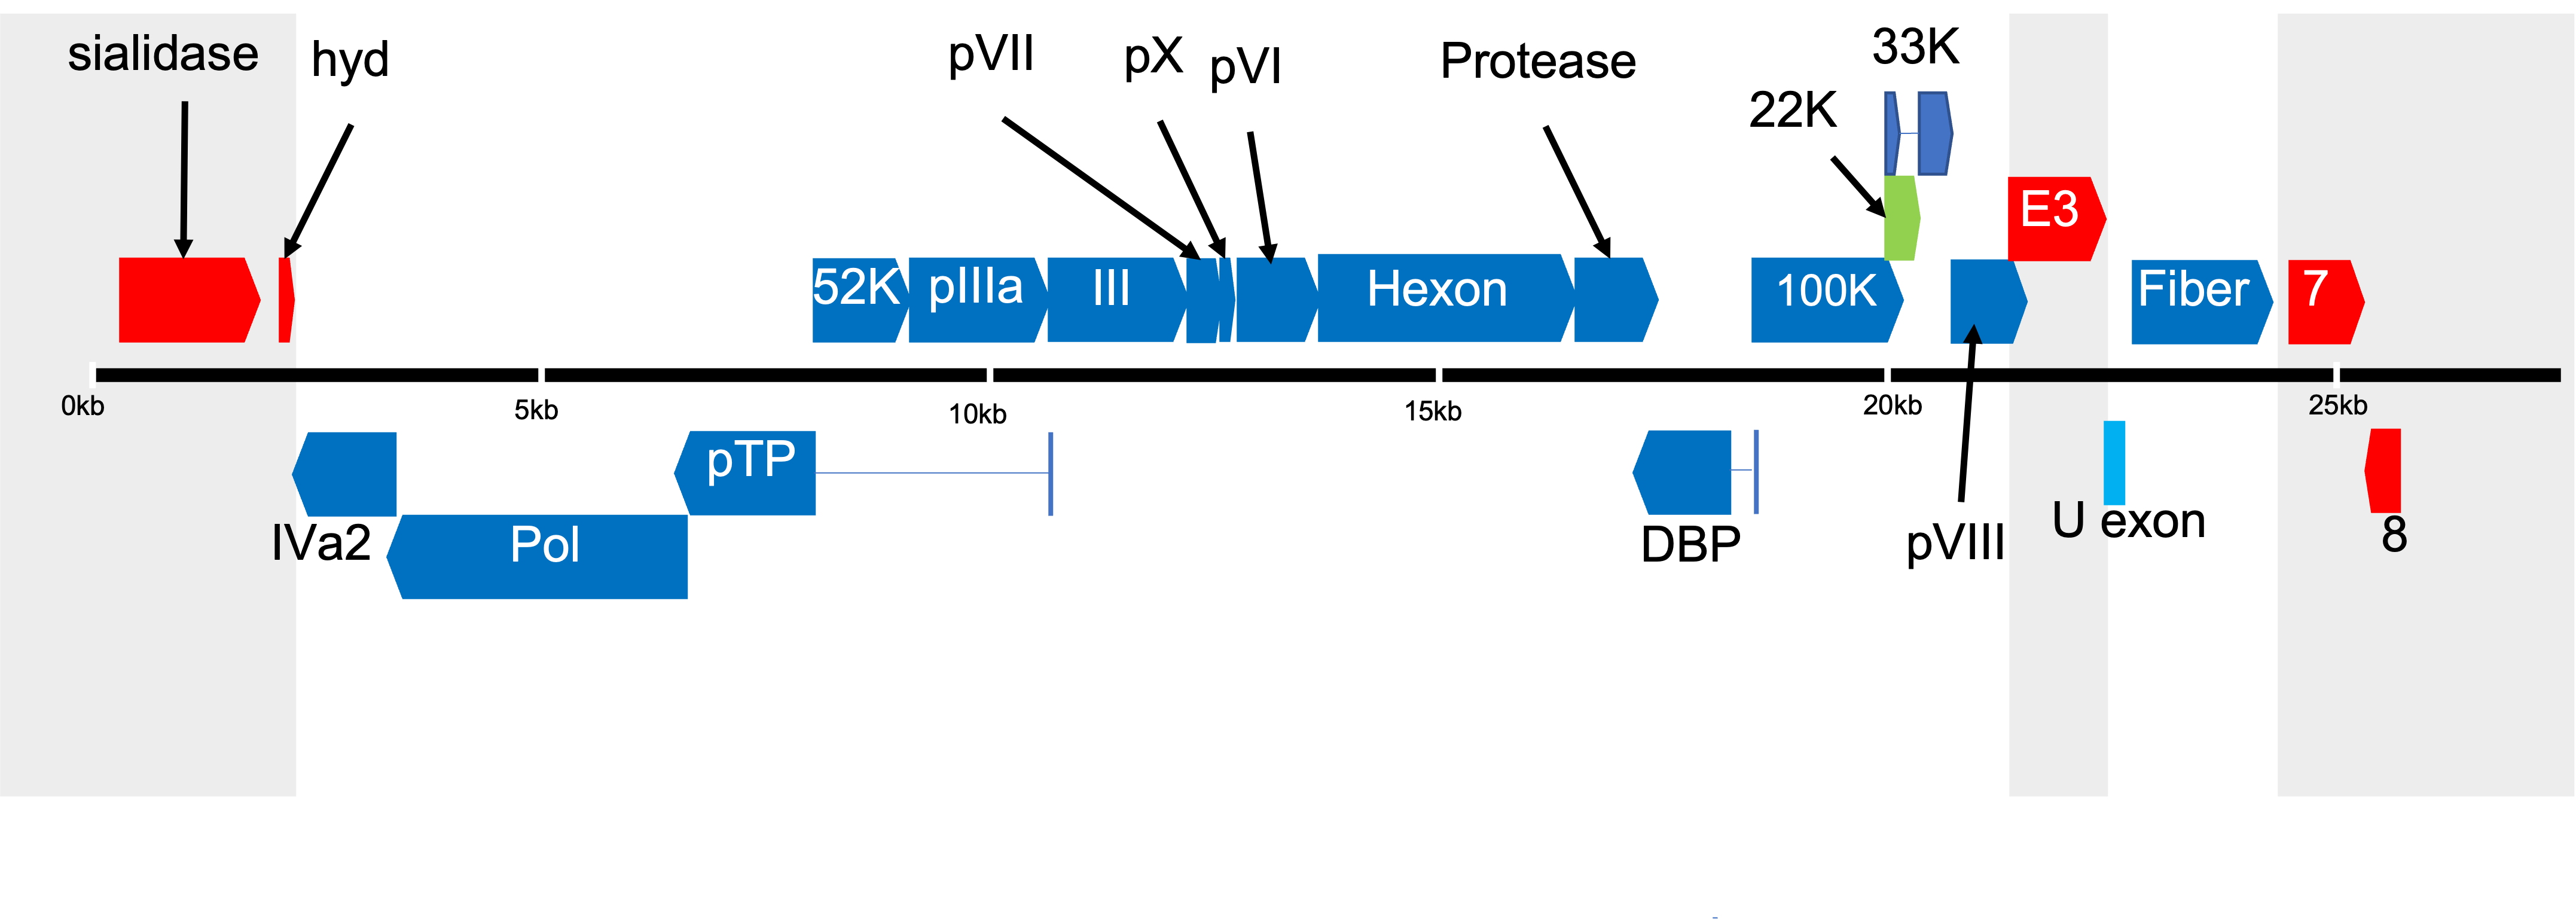 sialidase
hyd
pVII
pX
pVI
Protease
33K
22K
E3
52K
pIIIa
III
Hexon
100K
Fiber
7
0kb
5kb
10kb
15kb
20kb
25kb
pTP
IVa2
Pol
DBP
pVIII
U exon
8